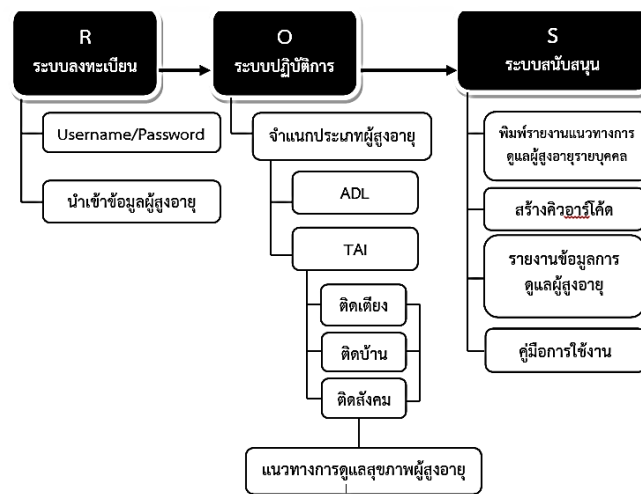 R
ระบบลงทะเบียน
Username/Password
นำเข้าข้อมูลผู้สูงอายุ
O
ระบบปฏิบัติการ
จำแนกประเภทผู้สูงอายุ
ADL
TAI
ติดเตียง
ติดบ้าน
ติดสังคม
แนวทางการดูแลสุขภาพผู้สูงอายุ
S
ระบบสนับสนุน
พิมพ์รายงานแนวทางการ
ดูแลผู้สูงอายุรายบุคคล
สร้างคิวอาร์โค้ด
รายงานข้อมูลการ
ดูแลผู้สูงอายุ
คู่มือการใช้งาน